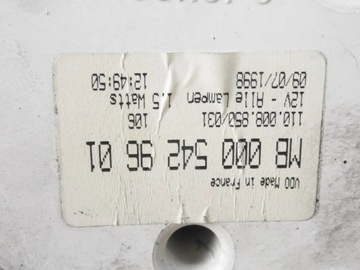 VDO Made in France
MB 000 542 96 01
110.008.850/031 106
12V - Alle Lampen 1.5 Watts
09/07/1998 12:49:50